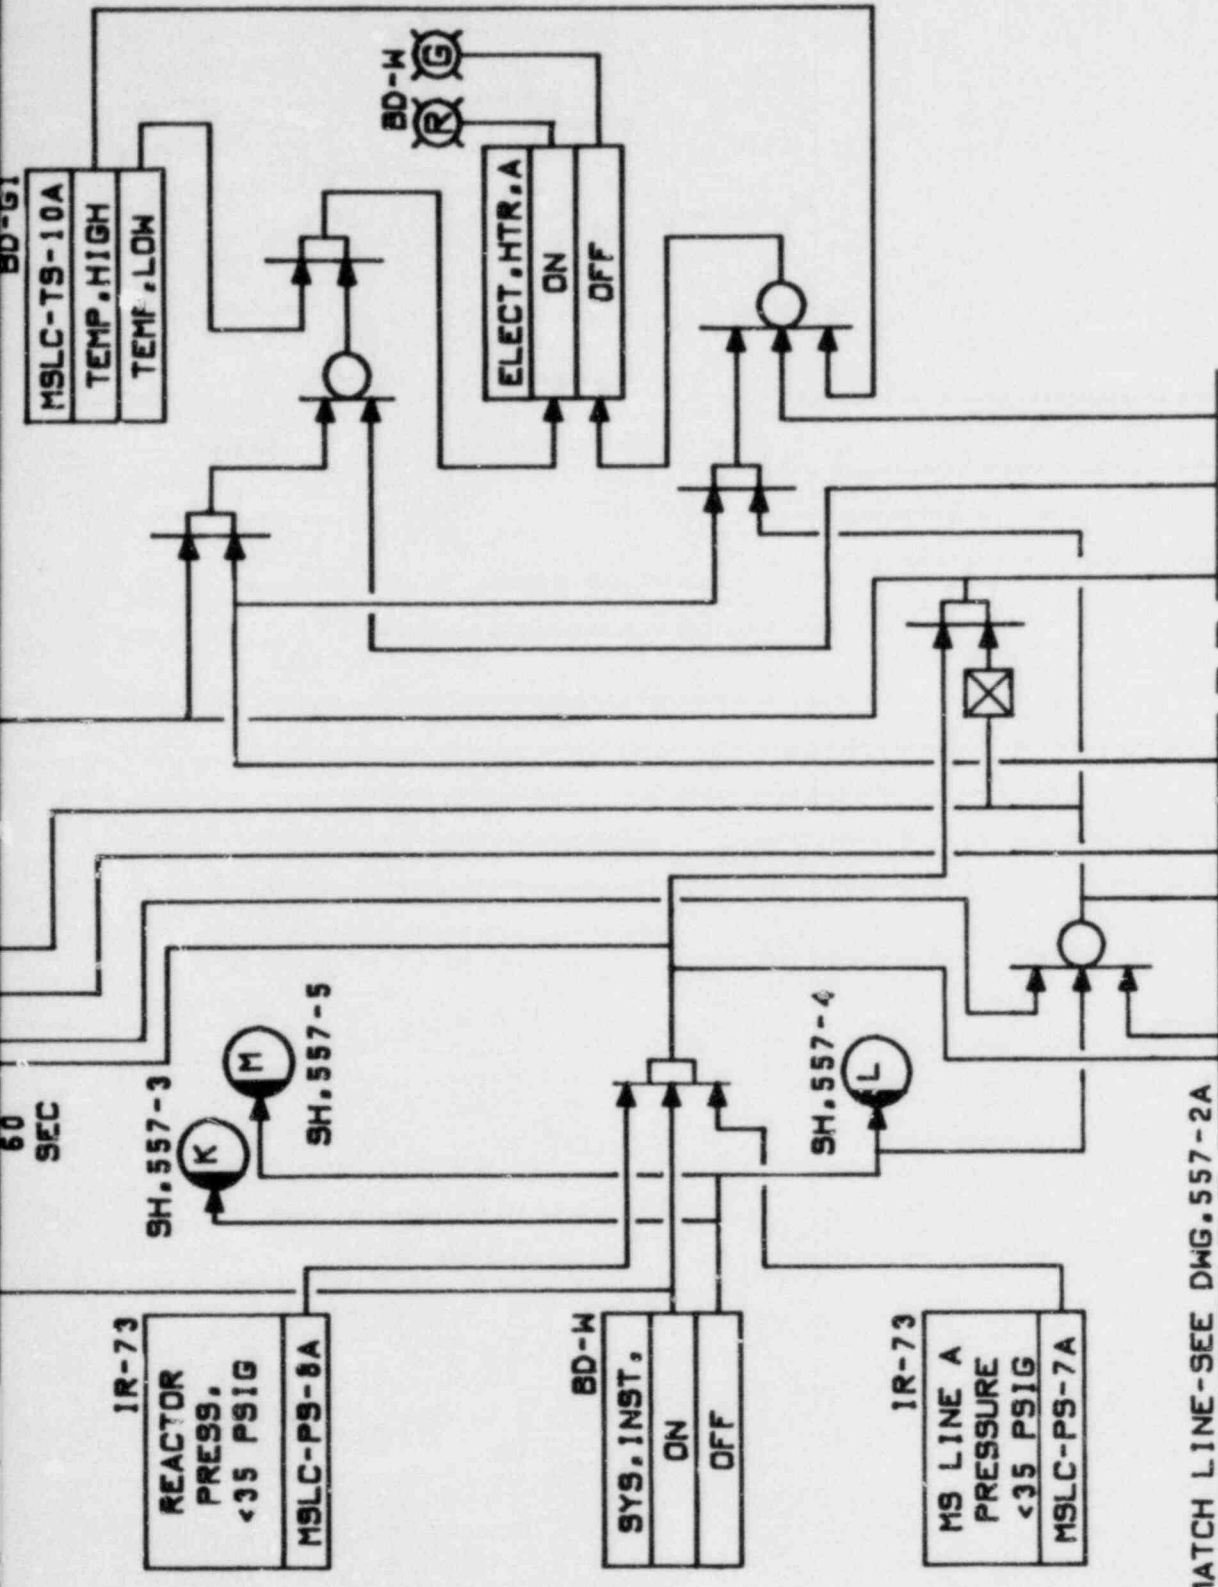 BD-G1
MSLC-TS-10A
TEMP.HIGH
TEMP.LOW
BD-W
R
G
ELECT.HTR.A
ON
OFF
60
SEC
SH.557-3
K
M
SH.557-5
SH.557-4
L
IR-73
REACTOR
PRESS.
<35 PSIG
MSLC-PS-8A
BD-W
SYS.INST.
ON
OFF
IR-73
MS LINE A
PRESSURE
<35 PSIG
MSLC-PS-7A
MATCH LINE-SEE DWG.557-2A